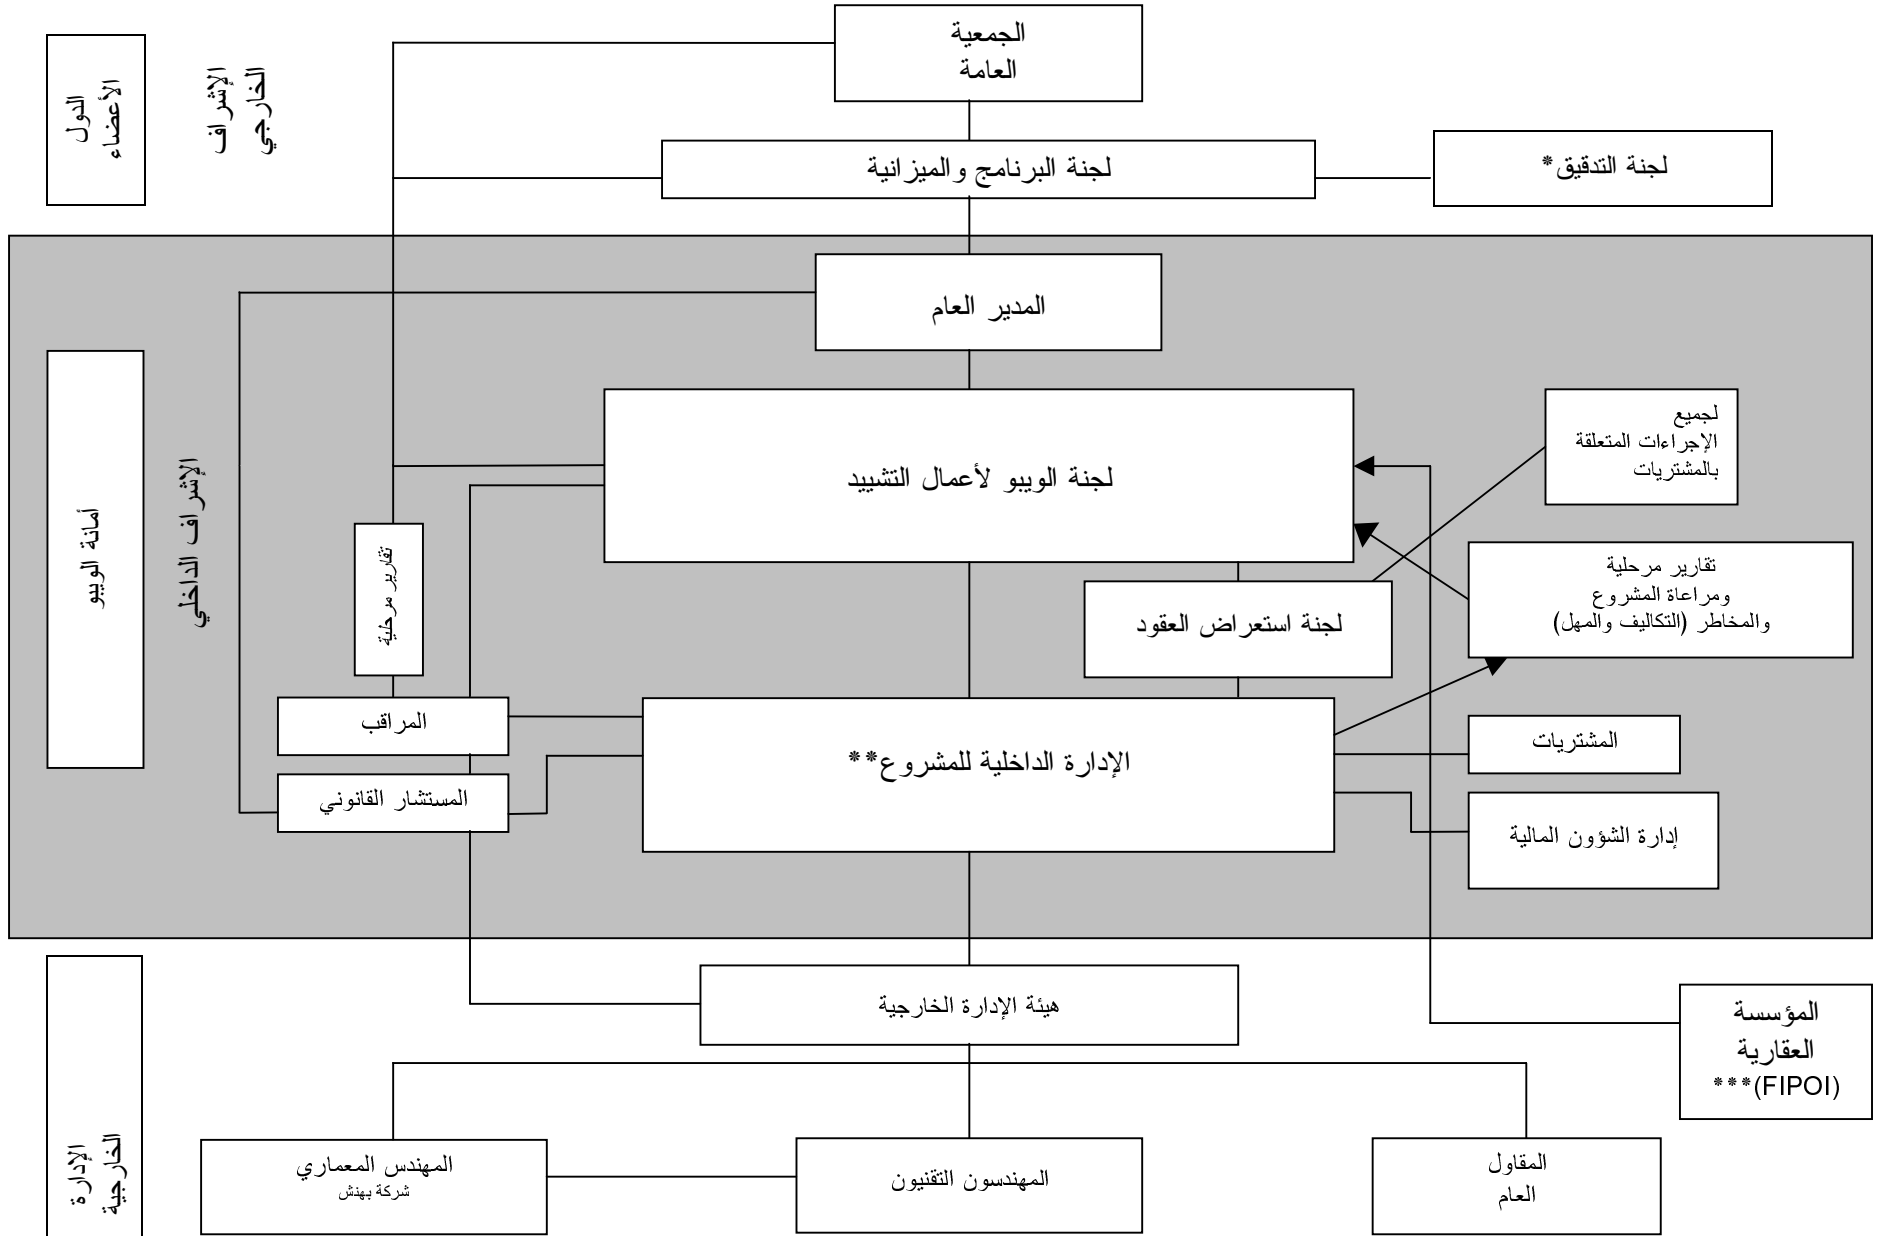 الجمعية
العامة
الدول
الأعضاء
الإشراف
الخارجي
لجنة البرنامج والميزانية
لجنة التدقيق*
المدير العام
أمانة الويبو
الإشراف الداخلي
لجنة الويبو لأعمال التشييد
لجميع
الإجراءات المتعلقة
بالمشتريات
تقارير مرحلية
تقارير مرحلية
ومراعاة المشروع
والمخاطر (التكاليف والمهل)
لجنة استعراض العقود
المراقب
الإدارة الداخلية للمشروع**
المشتريات
المستشار القانوني
إدارة الشؤون المالية
هيئة الإدارة الخارجية
المؤسسة
العقارية
(FIPOI)***
الإدارة
الخارجية
المقاول
العام
المهندسون التقنيون
المهندس المعماري
شركة بهنش